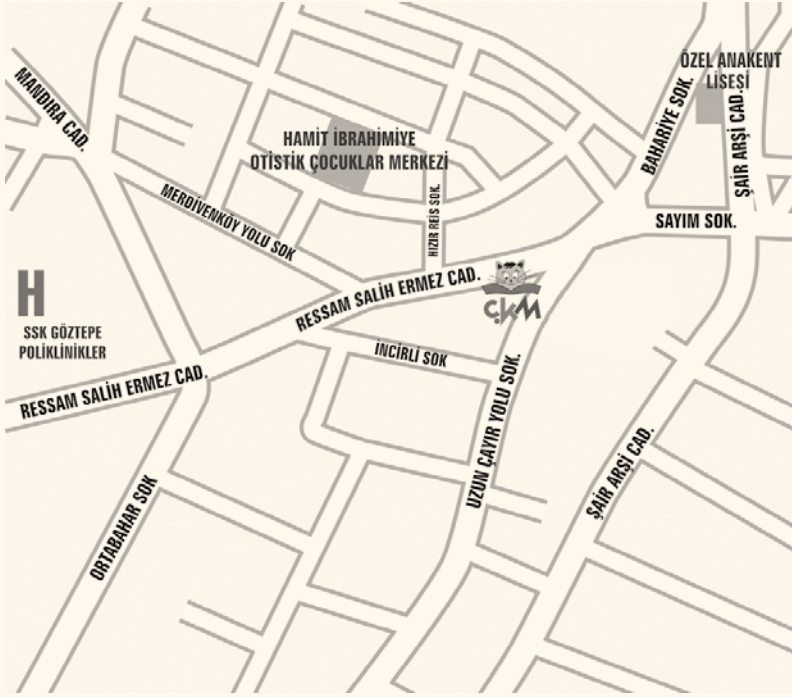 ÖZEL ANAKENT
LİSESİ
MANDIRA CAD.
BAHARİYE SOK.
ŞAİR ARŞİ CAD.
HAMİT İBRAHİMİYE
OTİSTİK ÇOCUKLAR MERKEZİ
MERDİVENKÖY YOLU SOK
HIZIR REİS SOK.
SAYIM SOK.
RESSAM SALİH ERMEZ CAD.
ÇKM
H
SSK GÖZTEPE
POLİKLİNİKLER
İNCİRLİ SOK
RESSAM SALİH ERMEZ CAD.
UZUN ÇAYIR YOLU SOK.
ŞAİR ARŞİ CAD.
ORTABAHAR SOK